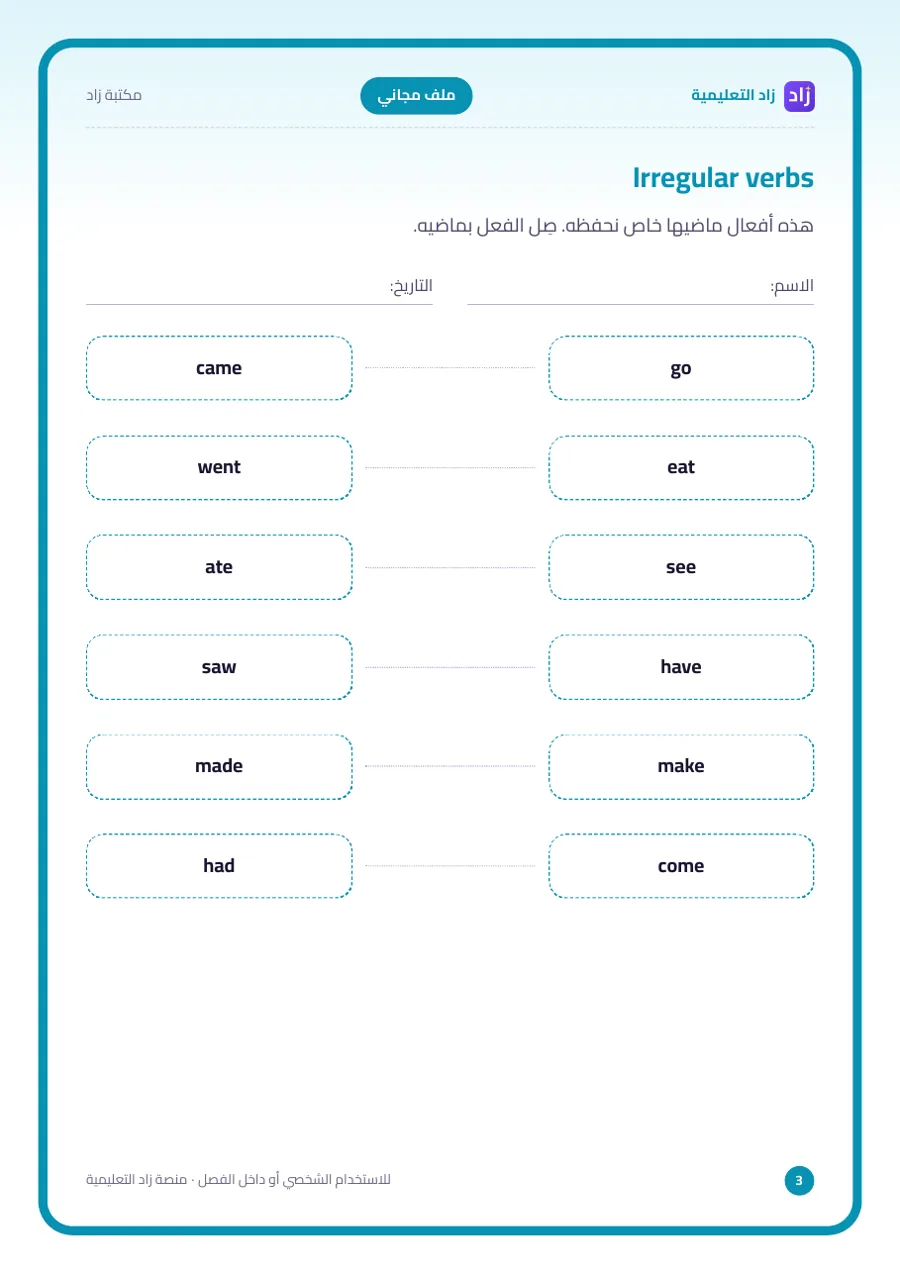 زاد زاد التعليمية
ملف مجاني
مكتبة زاد
Irregular verbs
هذه أفعال ماضيها خاص نحفظه. صِل الفعل بماضيه.
الاسم:
التاريخ:
go
came
eat
went
see
ate
have
saw
make
made
come
had
3
للاستخدام الشخصي أو داخل الفصل · منصة زاد التعليمية